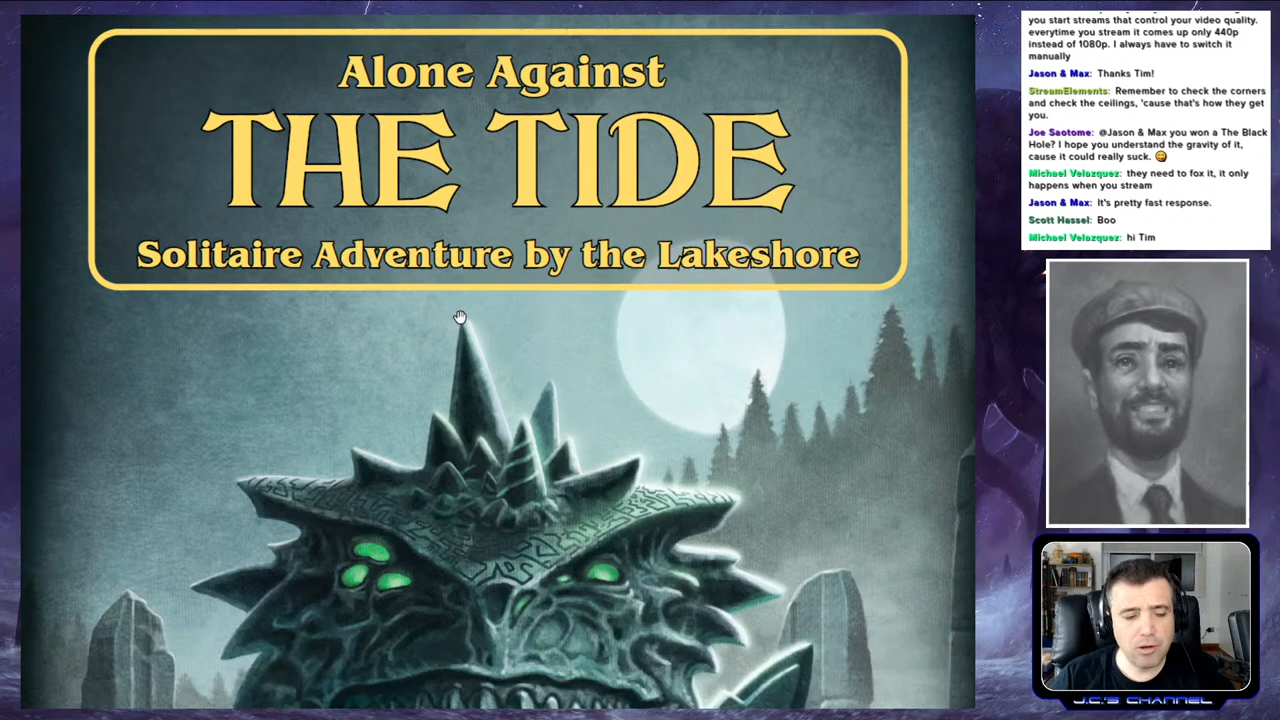 Alone Against
THE TIDE
Solitaire Adventure by the Lakeshore
you start streams that control your video quality.
everytime you stream it comes up only 440p
instead of 1080p. I always have to switch it
manually
Jason & Max: Thanks Tim!
StreamElements: Remember to check the corners
and check the ceilings, 'cause that's how they get
you.
Joe Saotome: @Jason & Max you won a The Black
Hole? I hope you understand the gravity of it,
cause it could really suck. 😋
Michael Velazquez: they need to fox it, it only
happens when you stream
Jason & Max: It's pretty fast response.
Scott Hassel: Boo
Michael Velazquez: hi Tim
J.C.'S CHANNEL